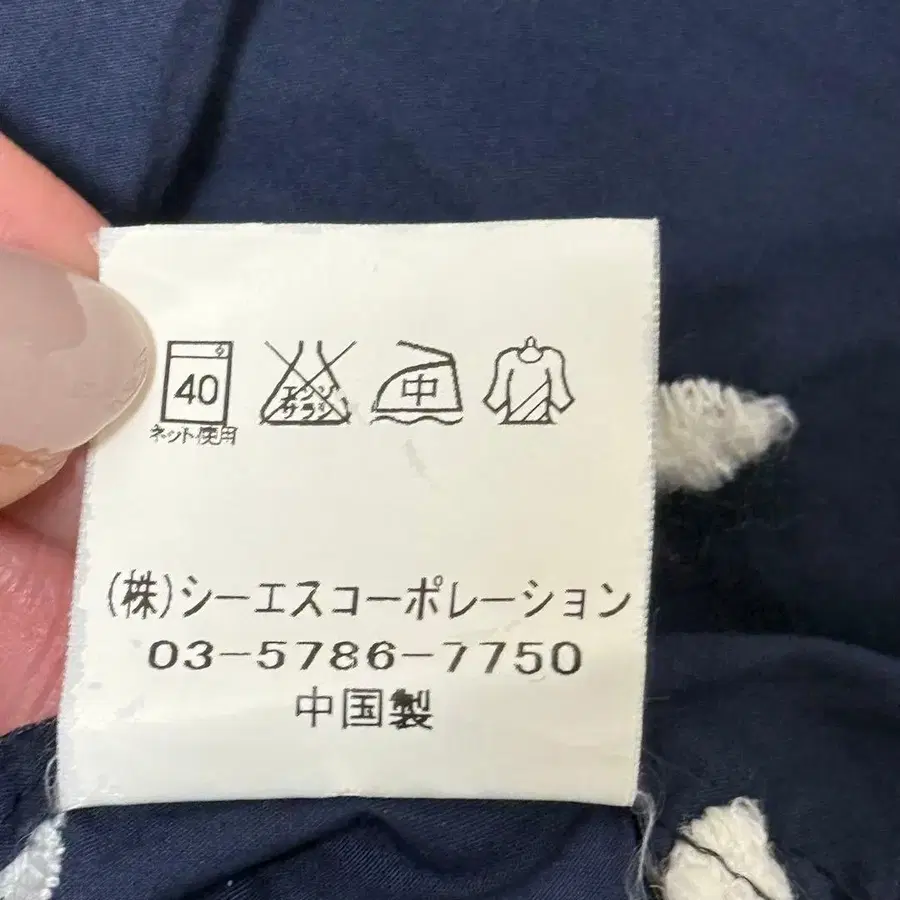 40 エンソ 中
サラシ
ネット使用
(株)シーエスコーポレーション
03-5786-7750
中国製